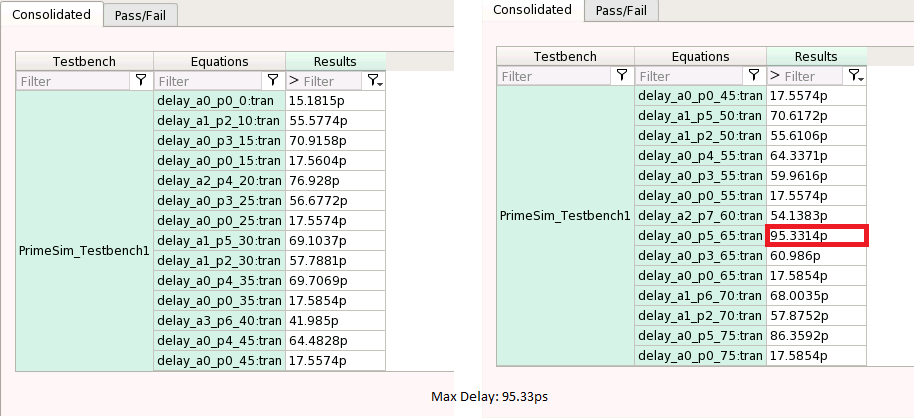 Consolidated Pass/Fail
Testbench Equations Results
Filter Filter > Filter
PrimeSim_Testbench1
delay_a0_p0_0:tran 15.1815p
delay_a1_p2_10:tran 55.5774p
delay_a0_p3_15:tran 70.9158p
delay_a0_p0_15:tran 17.5604p
delay_a2_p4_20:tran 76.928p
delay_a0_p3_25:tran 56.6772p
delay_a0_p0_25:tran 17.5574p
delay_a1_p5_30:tran 69.1037p
delay_a1_p2_30:tran 57.7881p
delay_a0_p4_35:tran 69.7069p
delay_a0_p0_35:tran 17.5854p
delay_a3_p6_40:tran 41.985p
delay_a0_p4_45:tran 64.4828p
delay_a0_p0_45:tran 17.5574p
Consolidated Pass/Fail
Testbench Equations Results
Filter Filter > Filter
PrimeSim_Testbench1
delay_a0_p0_45:tran 17.5574p
delay_a1_p5_50:tran 70.6172p
delay_a1_p2_50:tran 55.6106p
delay_a0_p4_55:tran 64.3371p
delay_a0_p3_55:tran 59.9616p
delay_a0_p0_55:tran 17.5574p
delay_a2_p7_60:tran 54.1383p
delay_a0_p5_65:tran 95.3314p
delay_a0_p3_65:tran 60.986p
delay_a0_p0_65:tran 17.5854p
delay_a1_p6_70:tran 68.0035p
delay_a1_p2_70:tran 57.8752p
delay_a0_p5_75:tran 86.3592p
delay_a0_p0_75:tran 17.5854p
Max Delay: 95.33ps